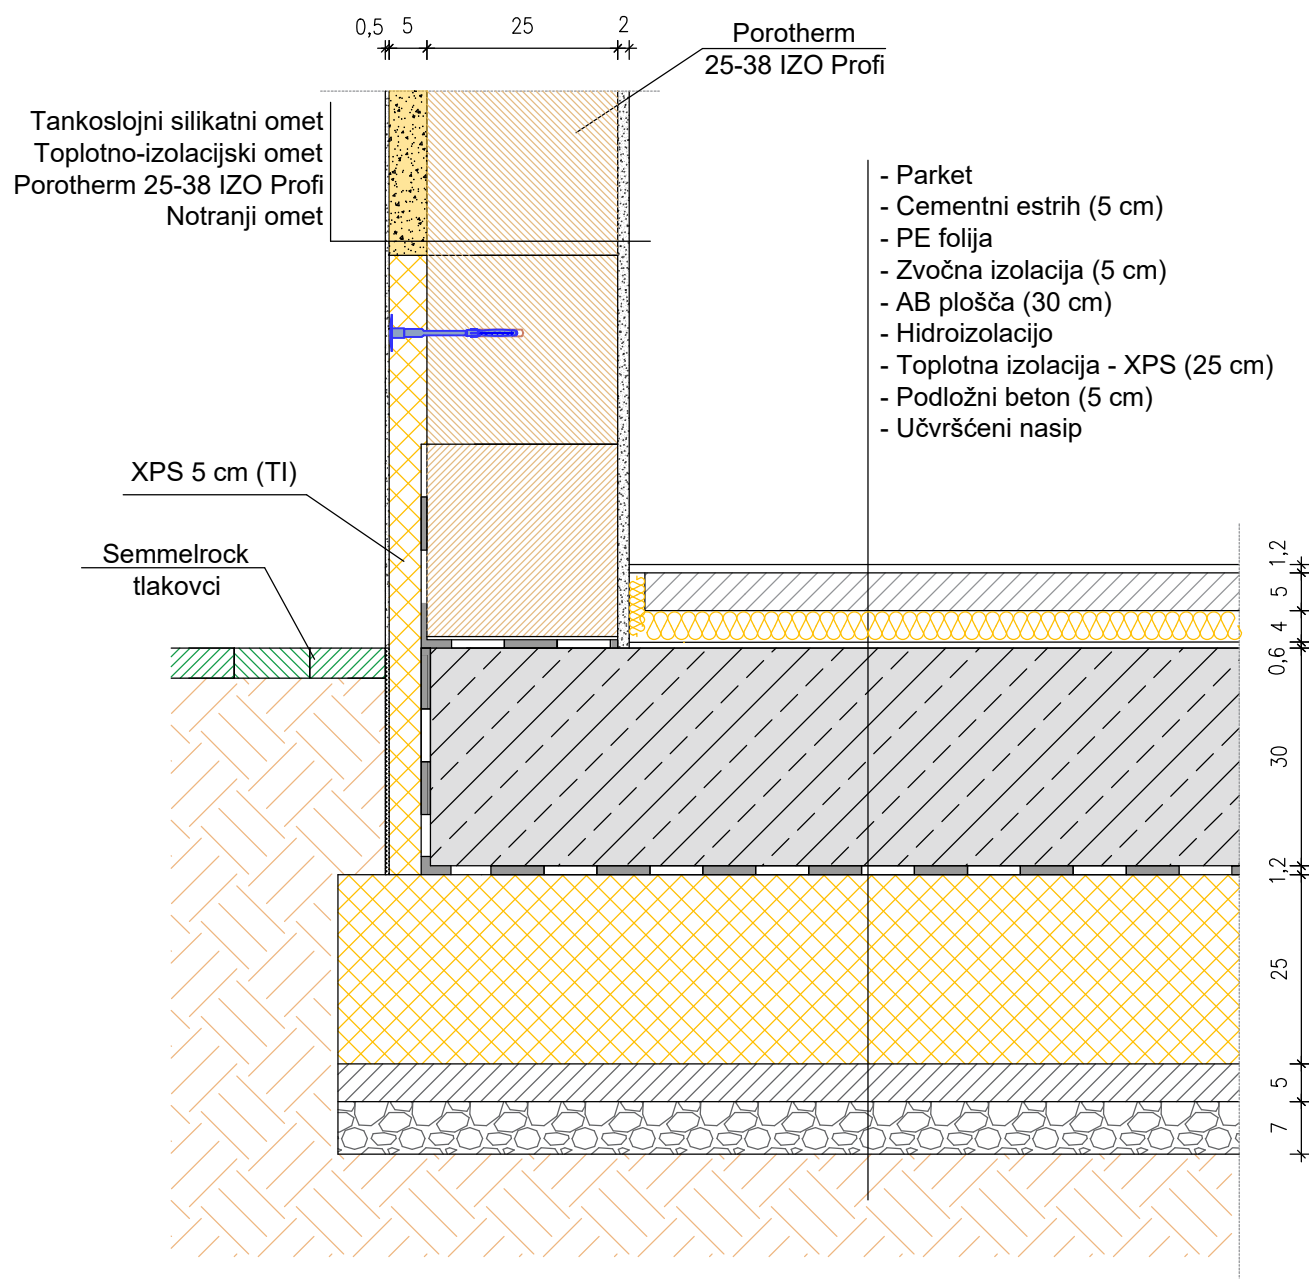 0,5 5 25 2
Porotherm
25-38 IZO Profi
Tankoslojni silikatni omet
Toplotno-izolacijski omet
Porotherm 25-38 IZO Profi
Notranji omet
- Parket
- Cementni estrih (5 cm)
- PE folija
- Zvočna izolacija (5 cm)
- AB plošča (30 cm)
- Hidroizolacijo
- Toplotna izolacija - XPS (25 cm)
- Podložni beton (5 cm)
- Učvršćeni nasip
XPS 5 cm (TI)
Semmelrock
tlakovci
1,2
5
4
0,6
30
1,2
25
5
7